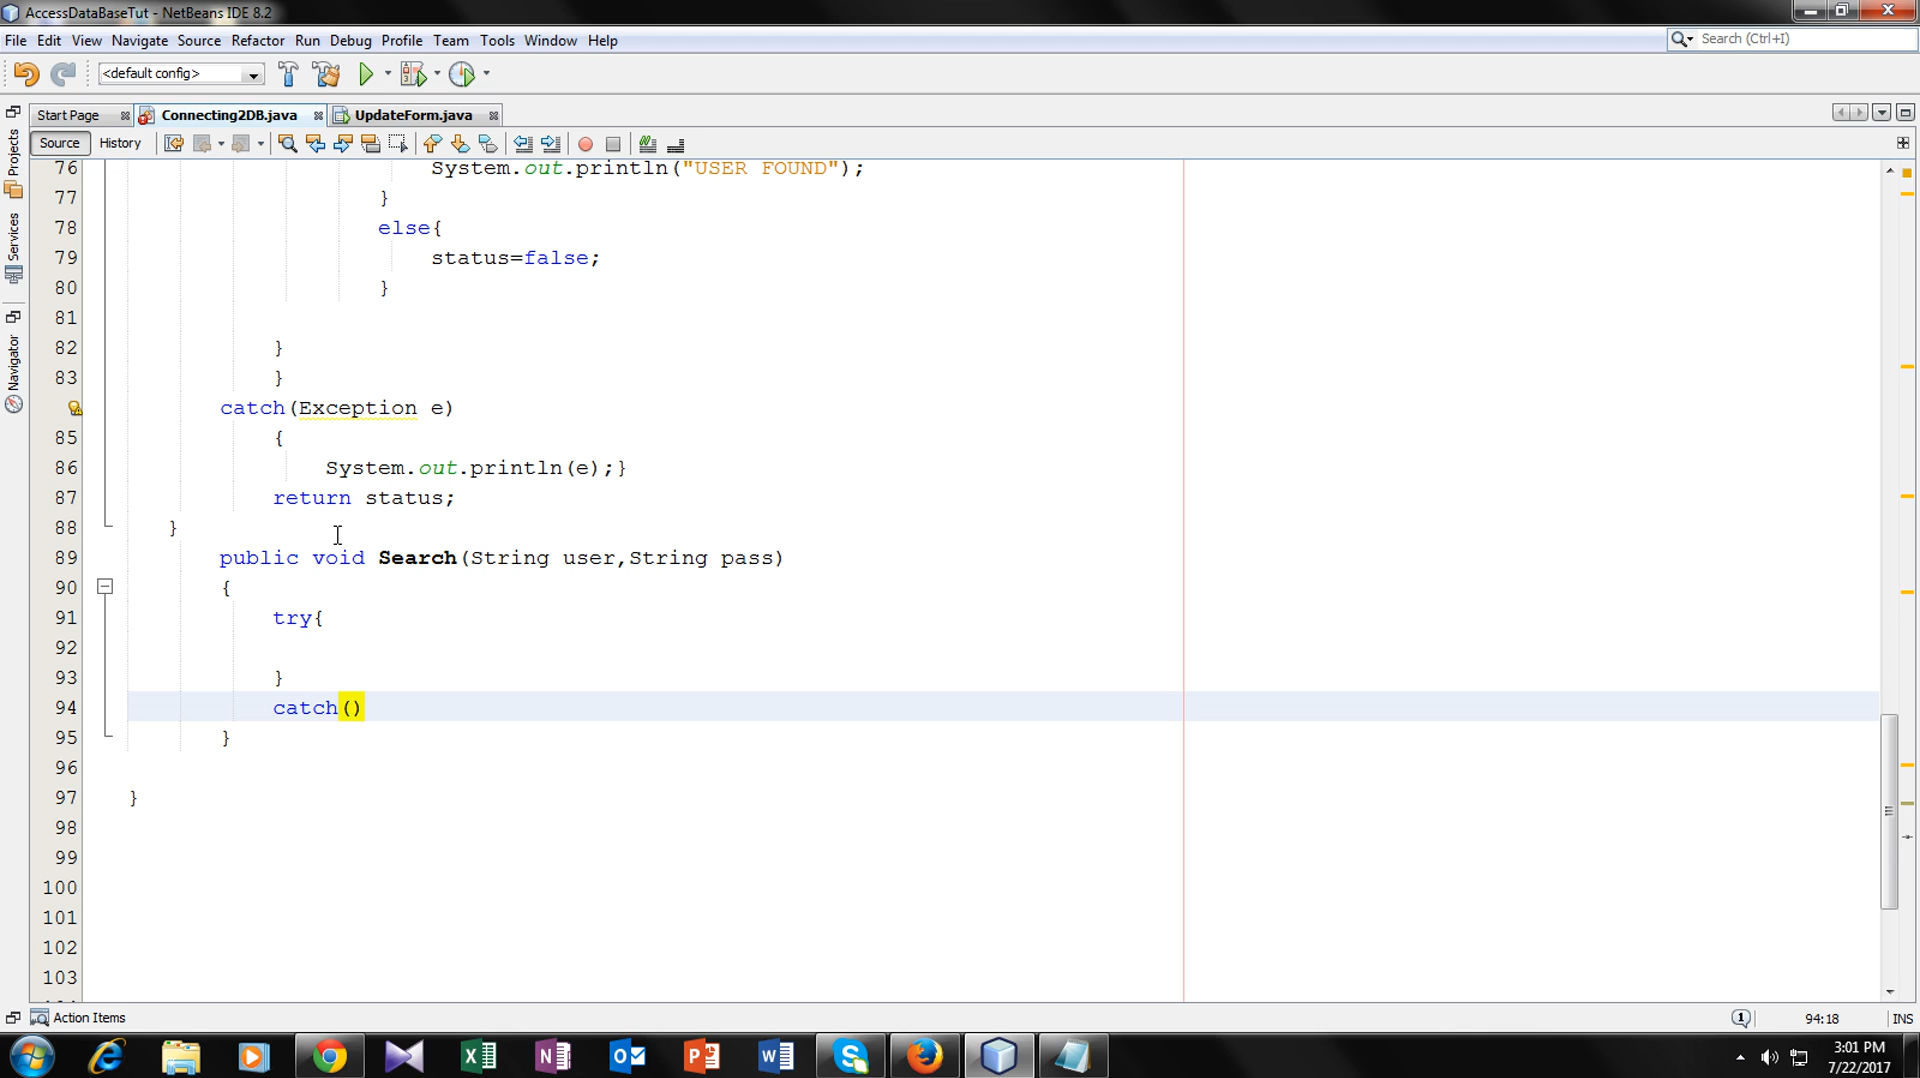 AccessDataBaseTut - NetBeans IDE 8.2
File Edit View Navigate Source Refactor Run Debug Profile Team Tools Window Help
Search (Ctrl+I)
<default config>
Start Page Connecting2DB.java UpdateForm.java
Source History
Projects
Services
Navigator
76 System.out.println("USER FOUND");
77 }
78 else{
79 status=false;
80 }
81
82 }
83 }
catch(Exception e)
85 {
86 System.out.println(e);}
87 return status;
88 }
89 public void Search(String user,String pass)
90 {
91 try{
92
93 }
94 catch()
95 }
96
97 }
98
99
100
101
102
103
Action Items
1
94:18 INS
3:01 PM
7/22/2017